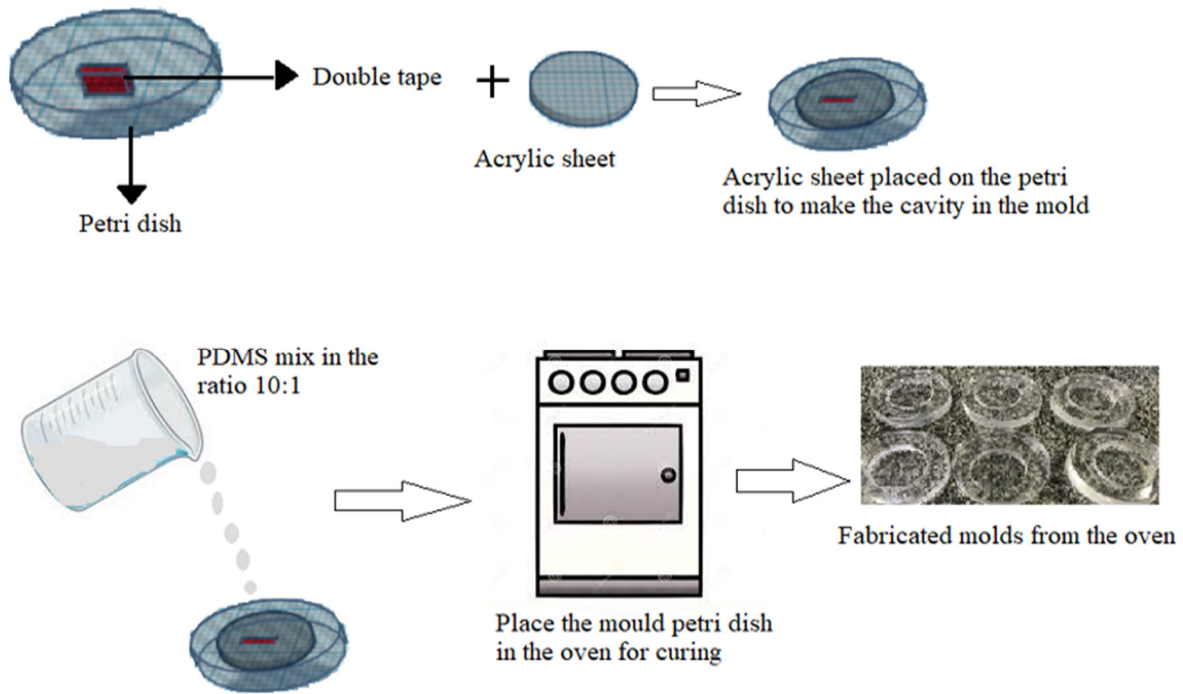 Double tape
+
Acrylic sheet
Petri dish
Acrylic sheet placed on the petri
dish to make the cavity in the mold
PDMS mix in the
ratio 10:1
Place the mould petri dish
in the oven for curing
Fabricated molds from the oven